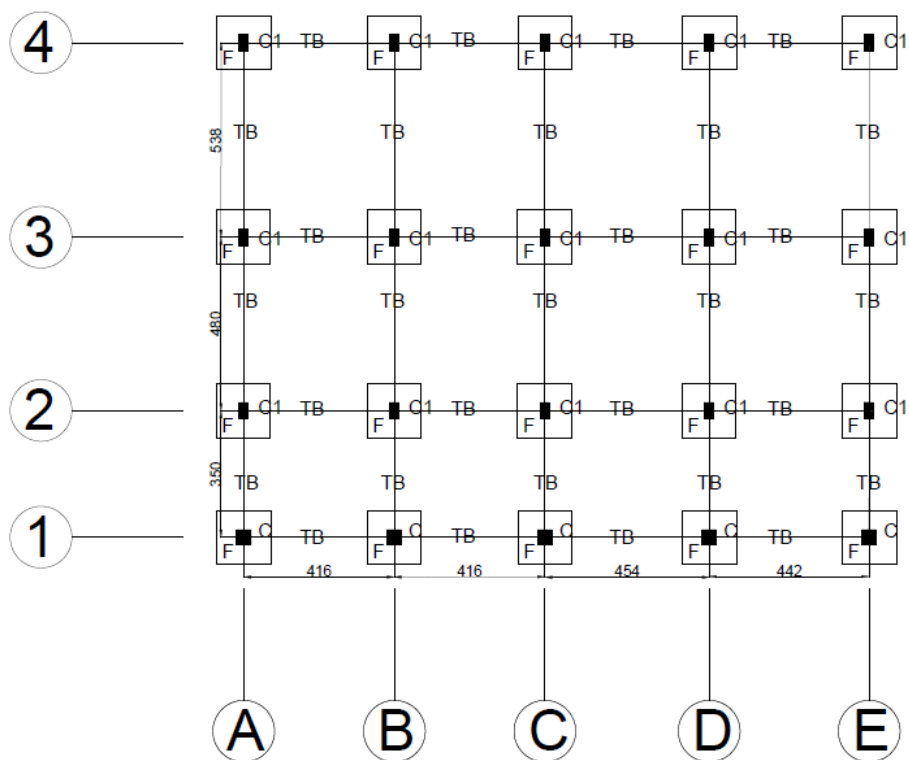 4 C1 TB C1 TB C1 TB C1 TB C1
F F F F F
538 TB TB TB TB TB
3 C1 TB C1 TB C1 TB C1 TB C1
F F F F F
480 TB TB TB TB TB
2 C1 TB C1 TB C1 TB C1 TB C1
F F F F F
350 TB TB TB TB TB
1 C TB C TB C TB C TB C
F F F F F
416 416 454 442
A B C D E